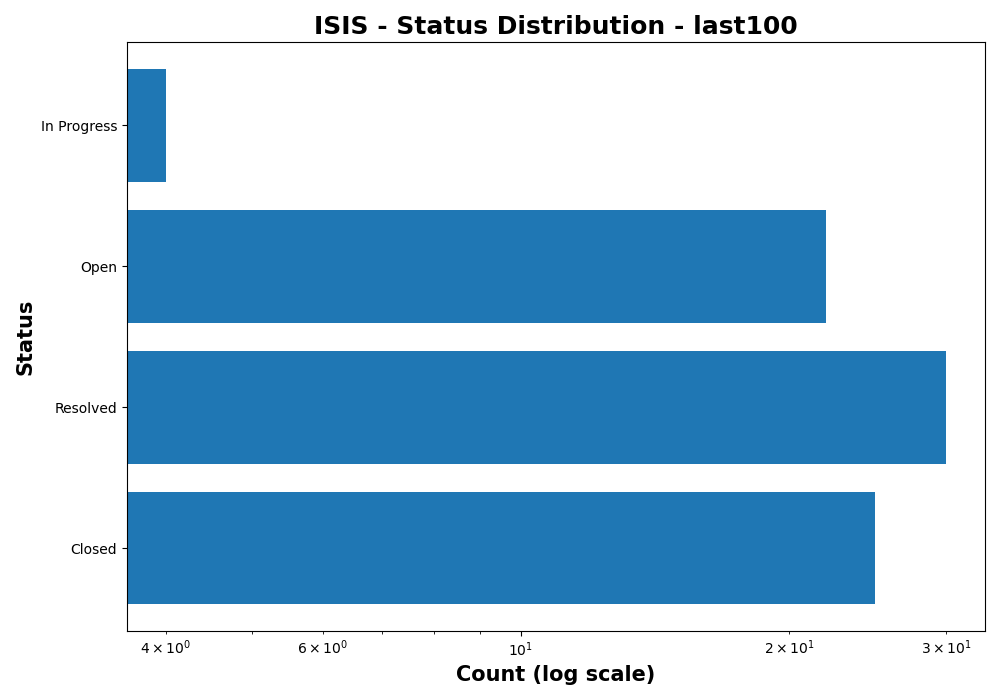 ISIS - Status Distribution - last100
Status
In Progress
Open
Resolved
Closed
4 × 10⁰
6 × 10⁰
10¹
2 × 10¹
3 × 10¹
Count (log scale)